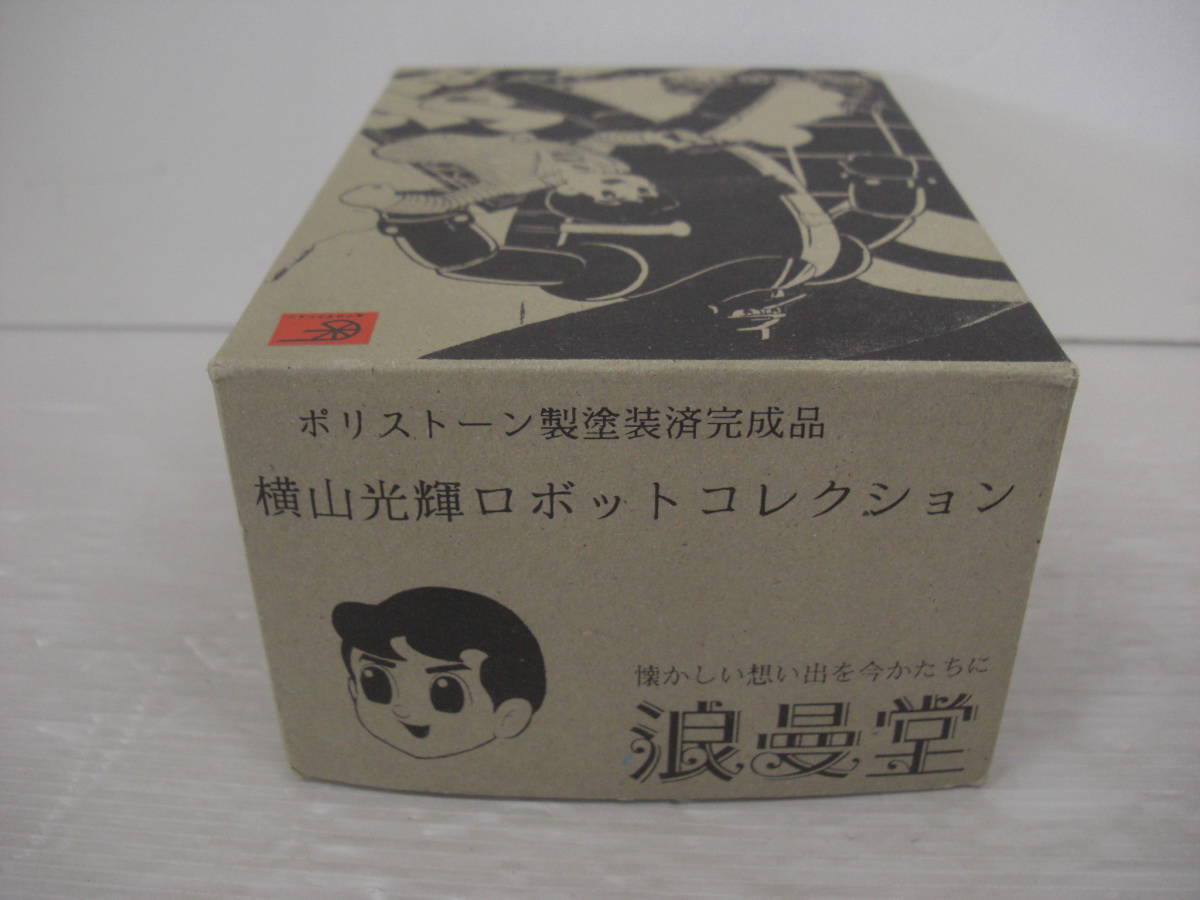 ポリストーン製塗装済完成品
横山光輝ロボットコレクション
懐かしい想い出を今かたちに
浪曼堂